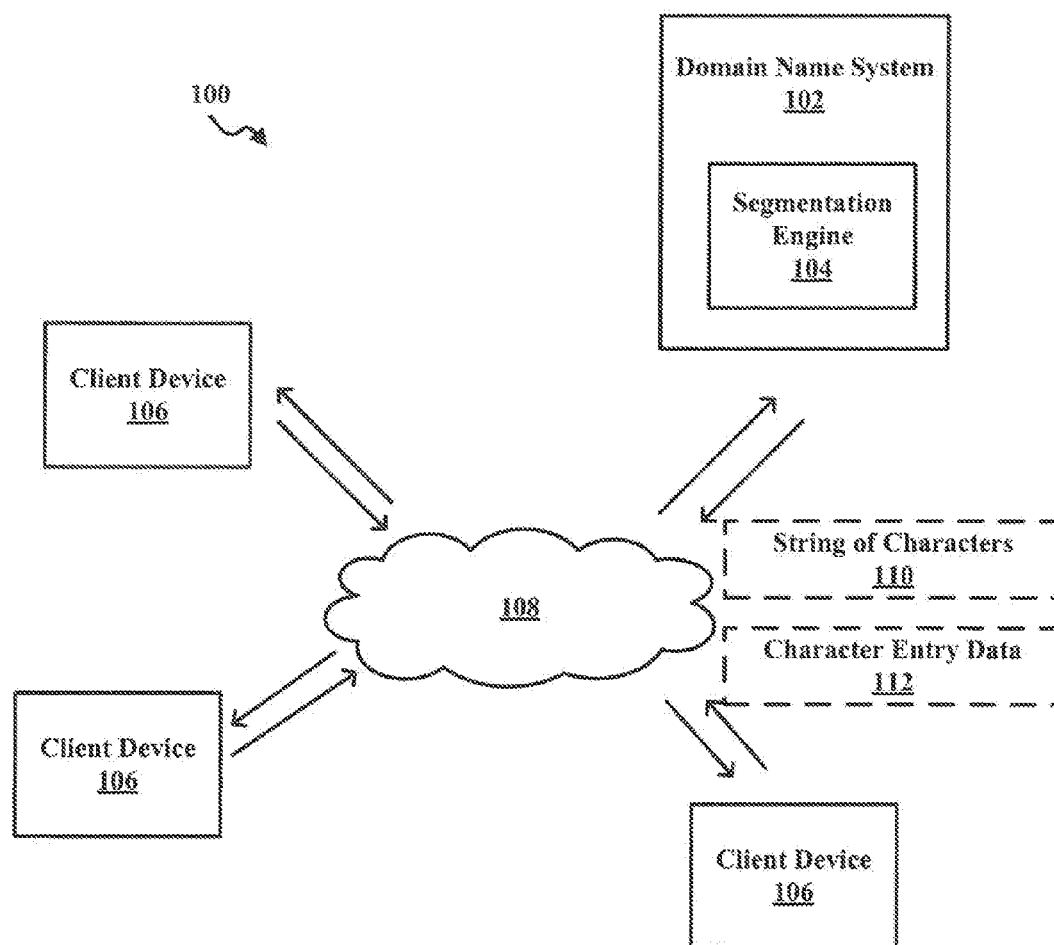 100
Domain Name System
102
Segmentation
Engine
104
Client Device
106
String of Characters
110
108
Character Entry Data
112
Client Device
106
Client Device
106